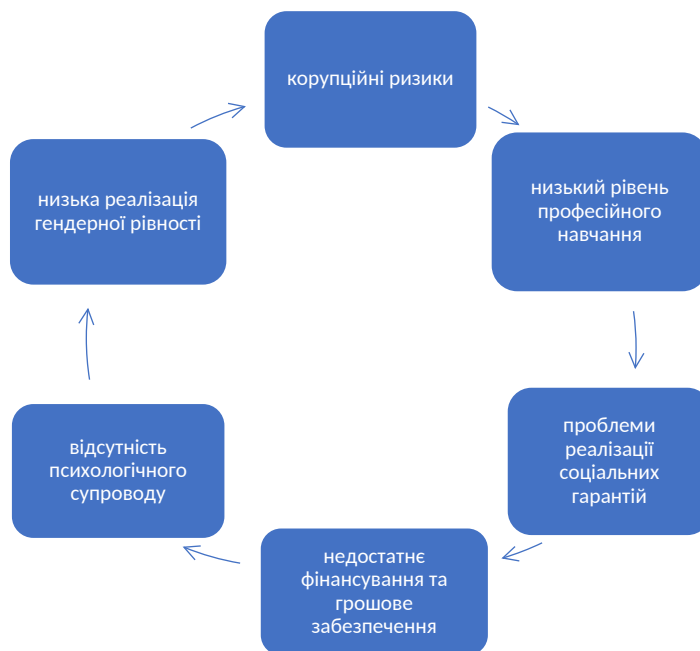 корупційні ризики
низький рівень
професійного
навчання
проблеми
реалізації
соціальних
гарантій
недостатнє
фінансування та
грошове
забезпечення
відсутність
психологічного
супроводу
низька реалізація
гендерної рівності